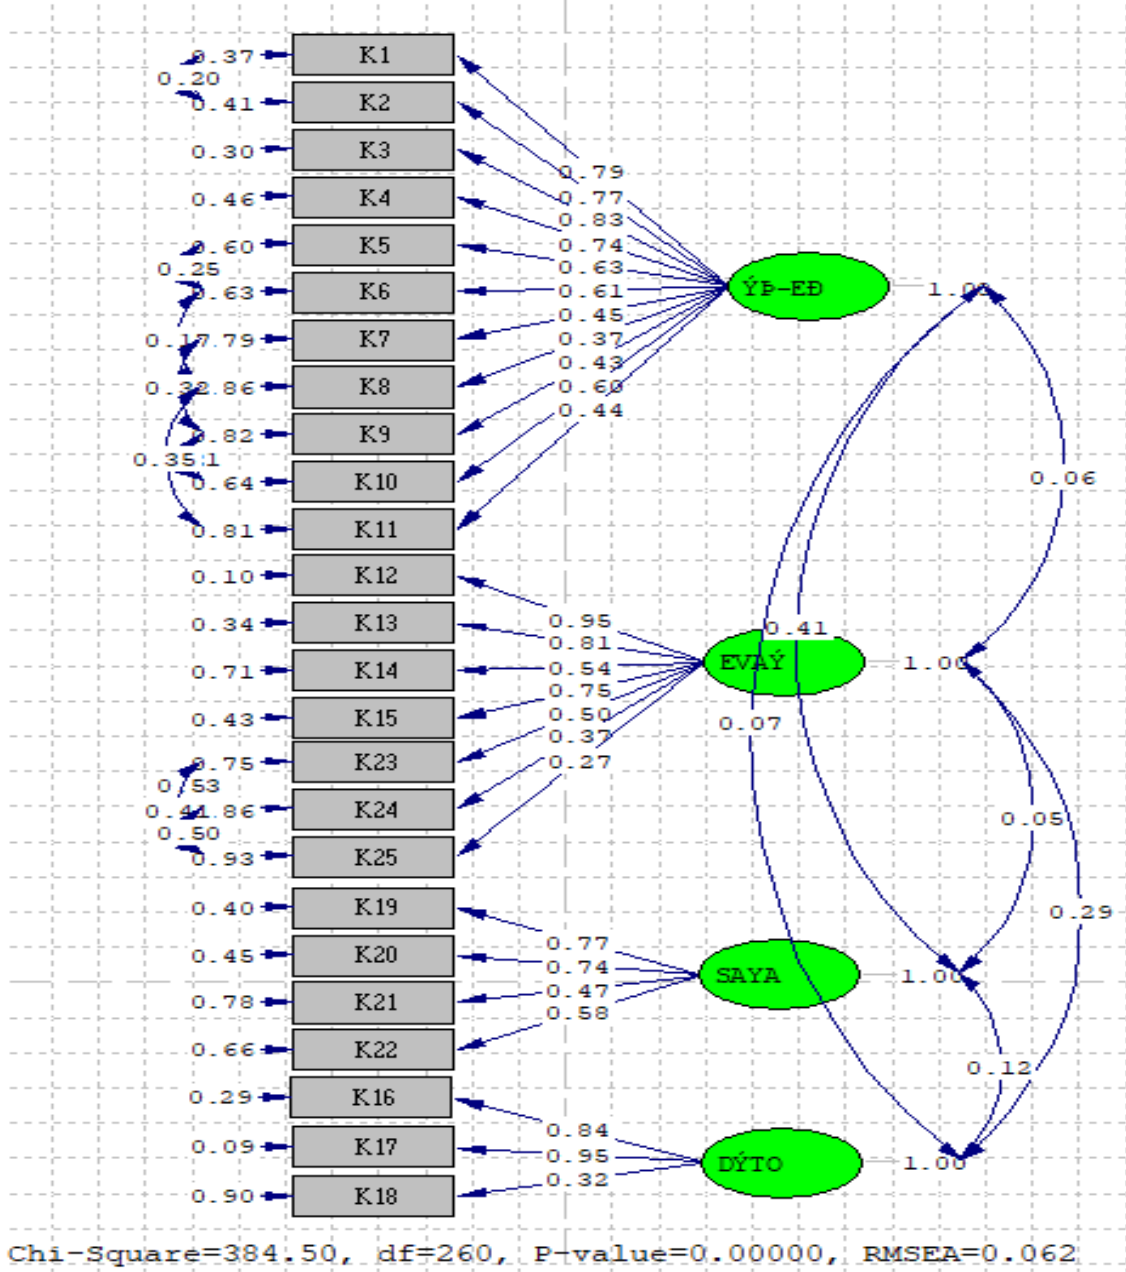 0.37 K1
0.20
0.41 K2
0.30 K3
0.79
0.46 K4
0.77
0.83
0.60 K5
0.74
0.25
0.63
0.63 K6
0.61
ÝÞ-EÐ
0.45
0.17 .79 K7
0.37
0.43
.86 K8
0.60
0.44
0.82 K9
0.35
0.64 K10
0.06
0.81 K11
0.10 K12
0.34 K13
0.95
0.41
0.81
0.71 K14
0.54
EVAÝ 1.00
0.75
0.43 K15
0.50
0.07
0.37
0.75 K23
0.27
0.53
.86 K24
0.05
0.50
0.93 K25
0.40 K19
0.29
0.77
0.45 K20
0.74
SAYA 1.00
0.47
0.78 K21
0.58
0.66 K22
0.12
0.29 K16
0.84
0.09 K17
0.95
DÝTO 1.00
0.32
0.90 K18
Chi-Square=384.50, df=260, P-value=0.00000, RMSEA=0.062